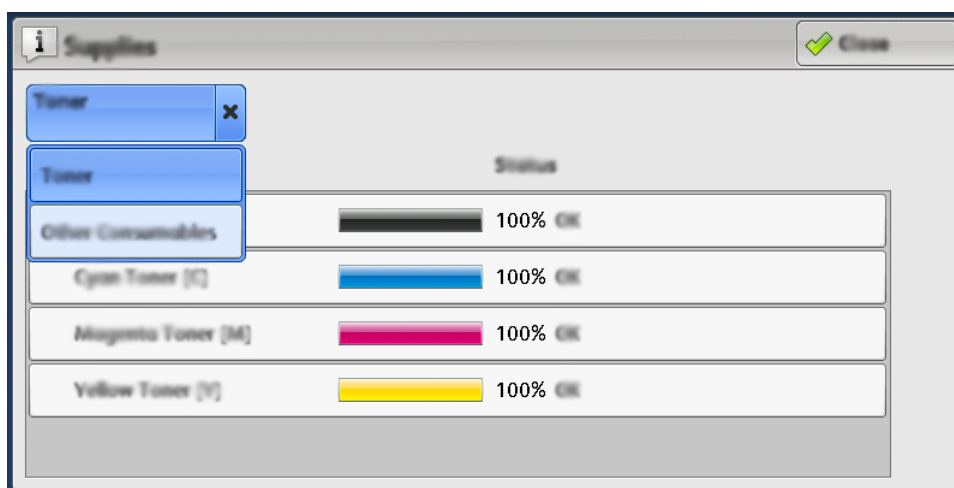 Supplies
Close
Toner
Status
Toner
100% OK
Other Consumables
Cyan Toner [C] 100% OK
Magenta Toner [M] 100% OK
Yellow Toner [Y] 100% OK